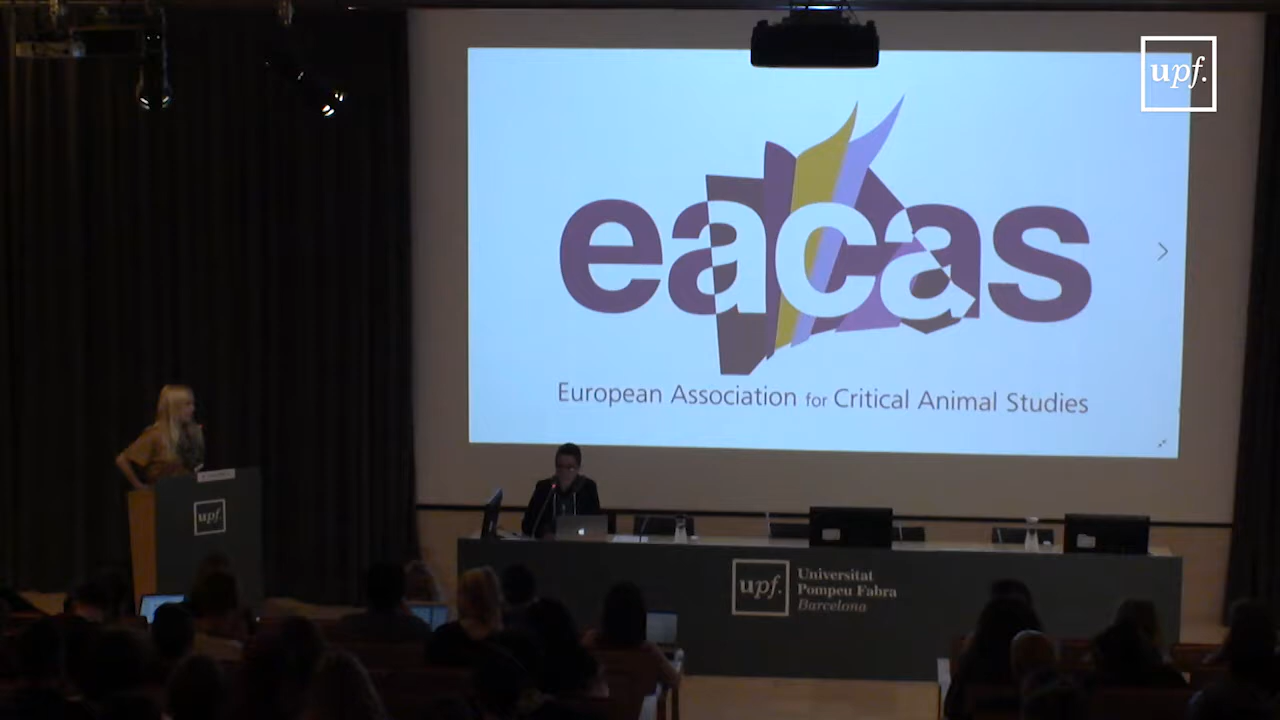 upf.
eacas
European Association for Critical Animal Studies
upf.
upf.
Universitat
Pompeu Fabra
Barcelona